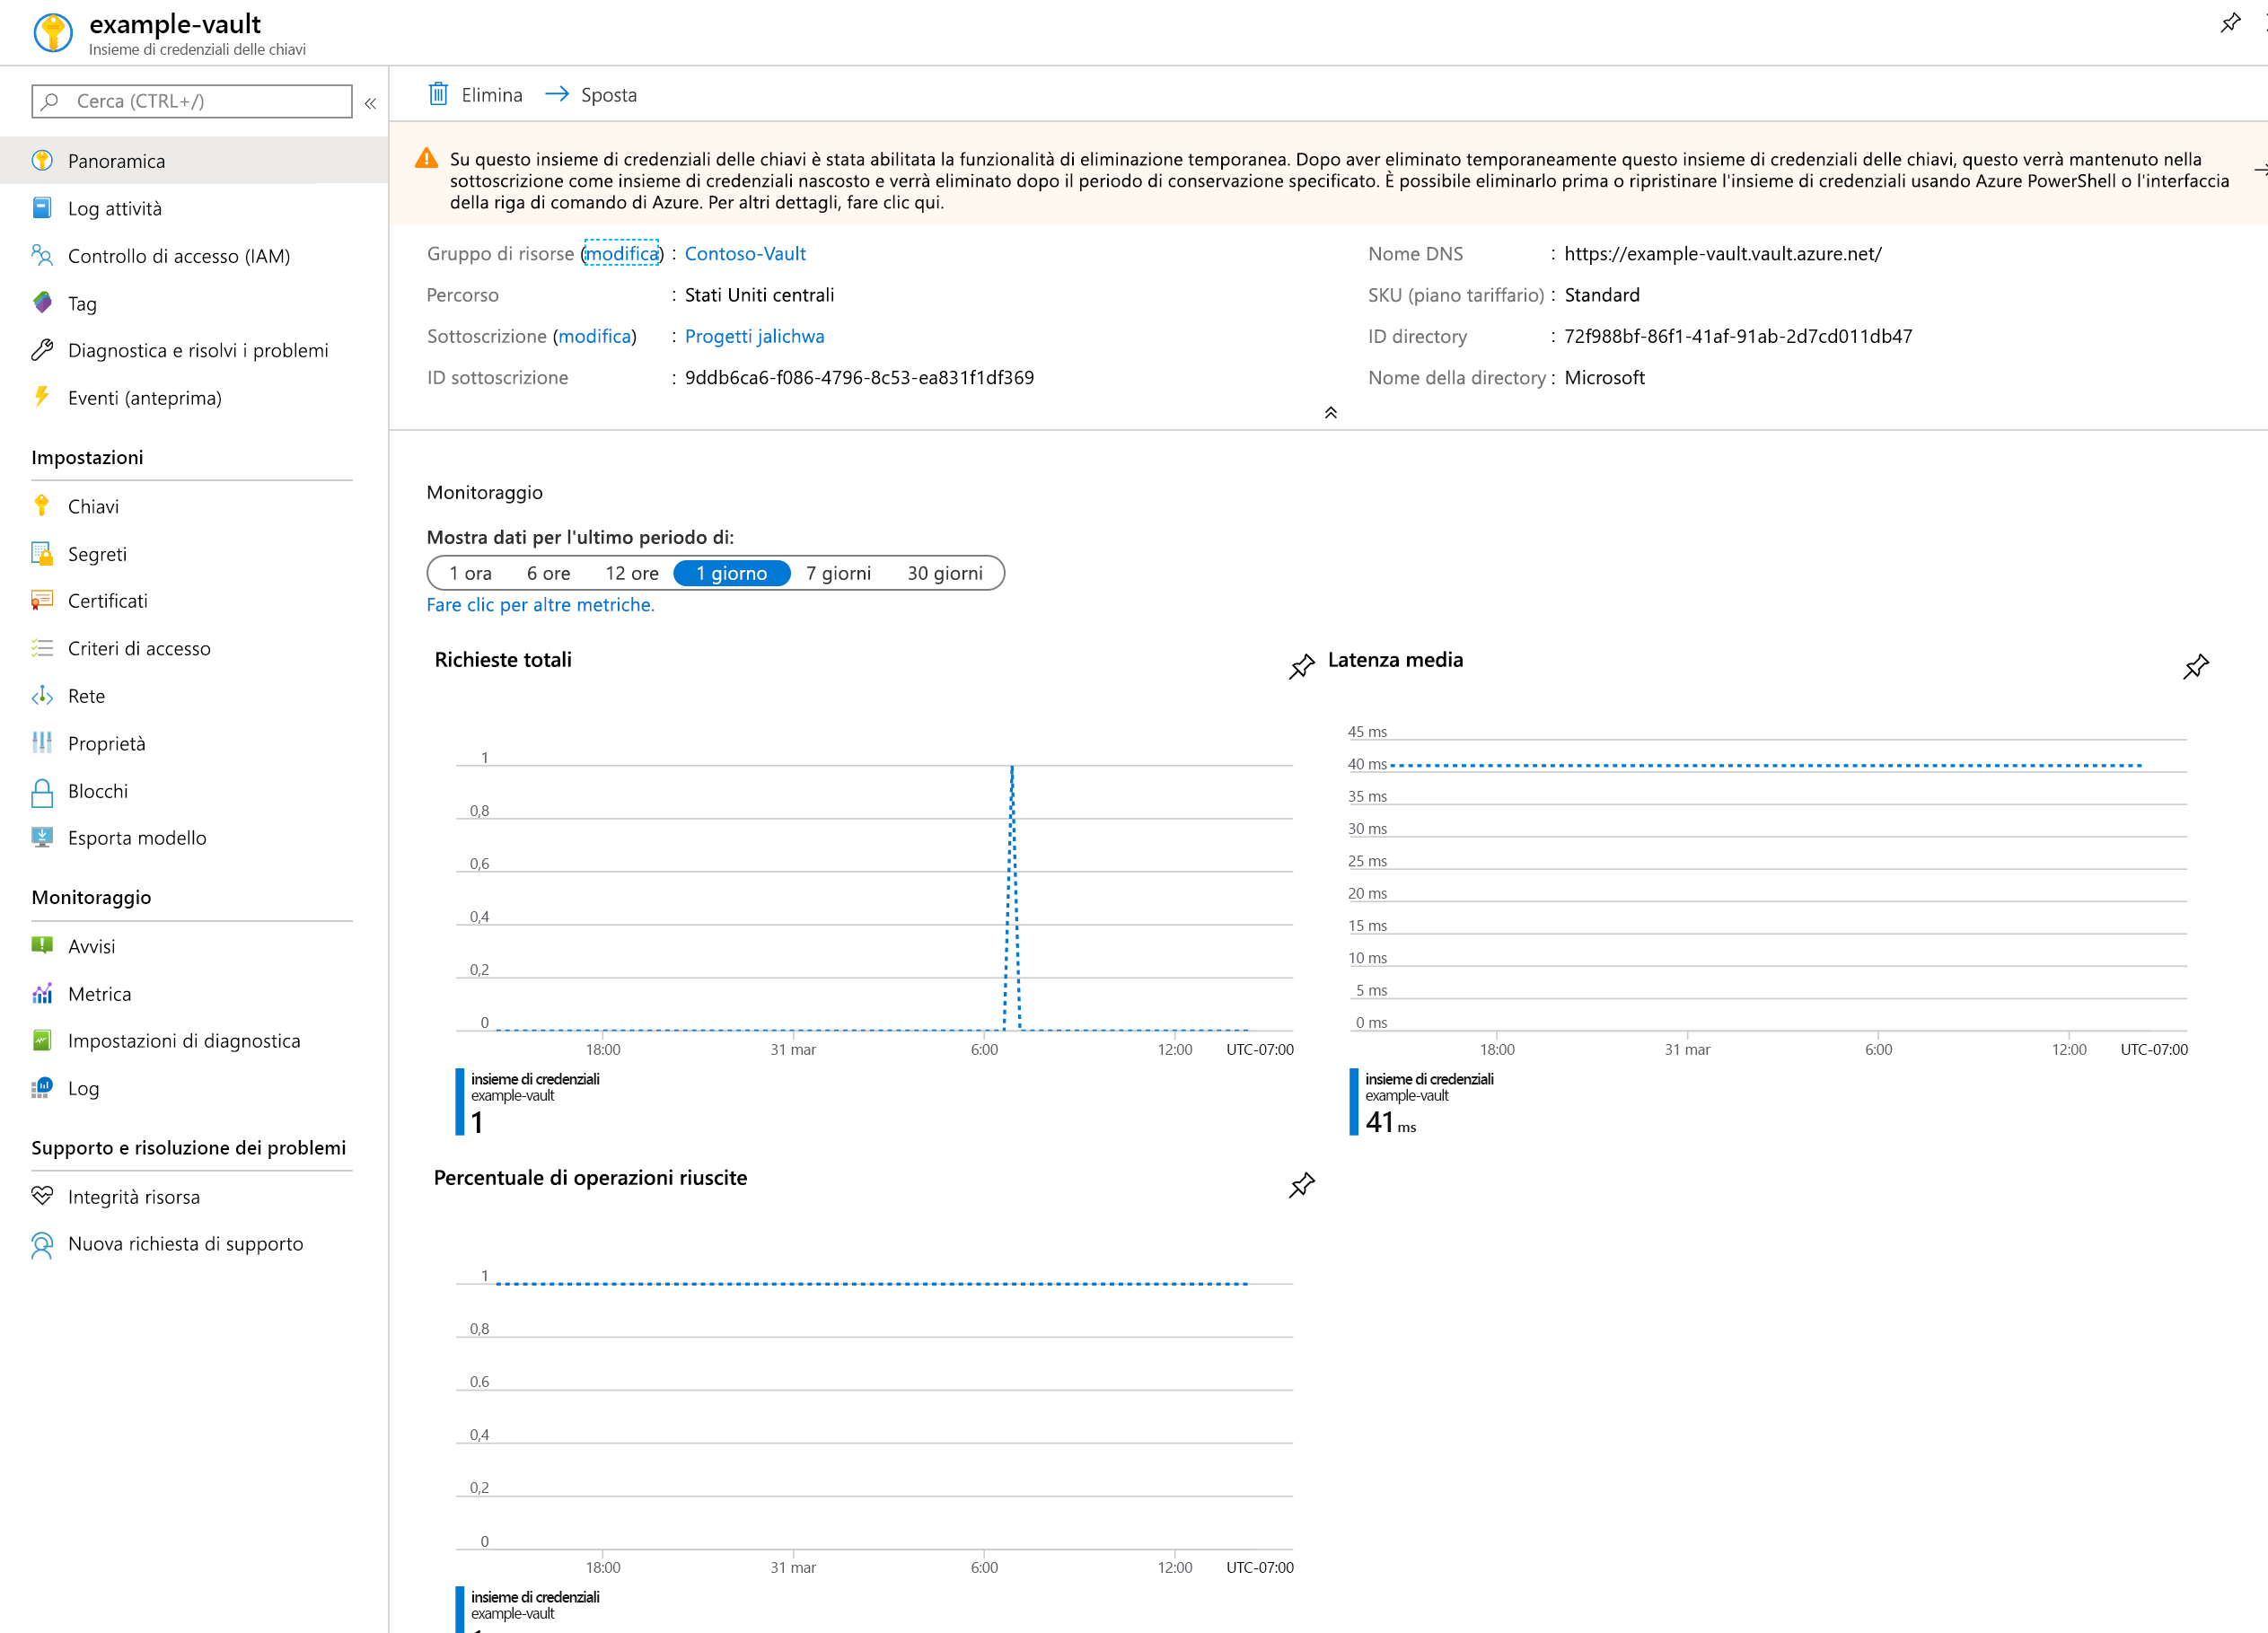 example-vault
Insieme di credenziali delle chiavi
Cerca (CTRL+/)
Panoramica
Log attività
Controllo di accesso (IAM)
Tag
Diagnostica e risolvi i problemi
Eventi (anteprima)
Impostazioni
Chiavi
Segreti
Certificati
Criteri di accesso
Rete
Proprietà
Blocchi
Esporta modello
Monitoraggio
Avvisi
Metrica
Impostazioni di diagnostica
Log
Supporto e risoluzione dei problemi
Integrità risorsa
Nuova richiesta di supporto
Elimina Sposta
Su questo insieme di credenziali delle chiavi è stata abilitata la funzionalità di eliminazione temporanea. Dopo aver eliminato temporaneamente questo insieme di credenziali delle chiavi, questo verrà mantenuto nella
sottoscrizione come insieme di credenziali nascosto e verrà eliminato dopo il periodo di conservazione specificato. È possibile eliminarlo prima o ripristinare l'insieme di credenziali usando Azure PowerShell o l'interfaccia
della riga di comando di Azure. Per altri dettagli, fare clic qui.
Gruppo di risorse (modifica) : Contoso-Vault
Percorso : Stati Uniti centrali
Sottoscrizione (modifica) : Progetti jalichwa
ID sottoscrizione : 9ddb6ca6-f086-4796-8c53-ea831f1df369
Nome DNS : https://example-vault.vault.azure.net/
SKU (piano tariffario) : Standard
ID directory : 72f988bf-86f1-41af-91ab-2d7cd011db47
Nome della directory : Microsoft
Monitoraggio
Mostra dati per l'ultimo periodo di:
1 ora 6 ore 12 ore 1 giorno 7 giorni 30 giorni
Fare clic per altre metriche.
Richieste totali
1
0,8
0,6
0,4
0,2
0
18:00 31 mar 6:00 12:00 UTC-07:00
insieme di credenziali
example-vault
1
Latenza media
45 ms
40 ms
35 ms
30 ms
25 ms
20 ms
15 ms
10 ms
5 ms
0 ms
18:00 31 mar 6:00 12:00 UTC-07:00
insieme di credenziali
example-vault
41 ms
Percentuale di operazioni riuscite
1
0,8
0.6
0,4
0,2
0
18:00 31 mar 6:00 12:00 UTC-07:00
insieme di credenziali
example-vault